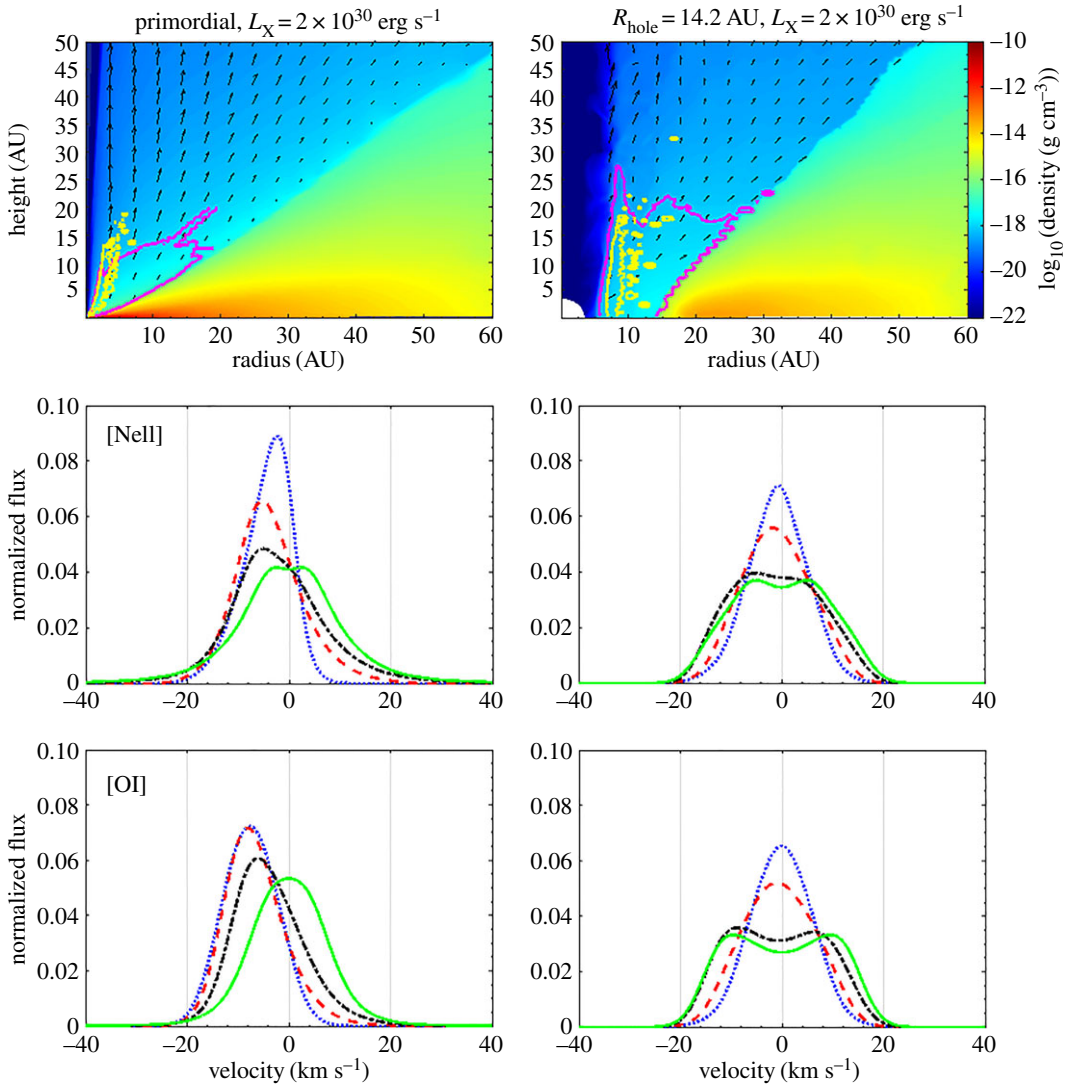 primordial, L_X = 2 × 10^30 erg s^−1
R_hole = 14.2 AU, L_X = 2 × 10^30 erg s^−1
50
45
40
35
30
25
20
15
10
5
height (AU)
10 20 30 40 50 60
radius (AU)
50
45
40
35
30
25
20
15
10
5
10 20 30 40 50 60
radius (AU)
−10
−12
−14
−16
−18
−20
−22
log10(density (g cm^−3))
[NeII]
0.10
0.08
0.06
0.04
0.02
0
normalized flux
−40 −20 0 20 40
0.10
0.08
0.06
0.04
0.02
0
−40 −20 0 20 40
[OI]
0.10
0.08
0.06
0.04
0.02
0
normalized flux
−40 −20 0 20 40
velocity (km s^−1)
0.10
0.08
0.06
0.04
0.02
0
−40 −20 0 20 40
velocity (km s^−1)